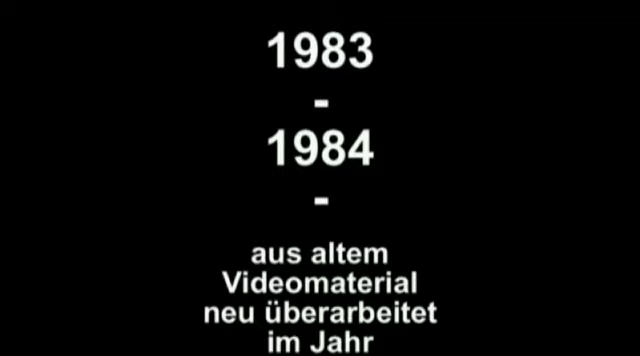 1983
-
1984
-
aus altem
Videomaterial
neu überarbeitet
im Jahr